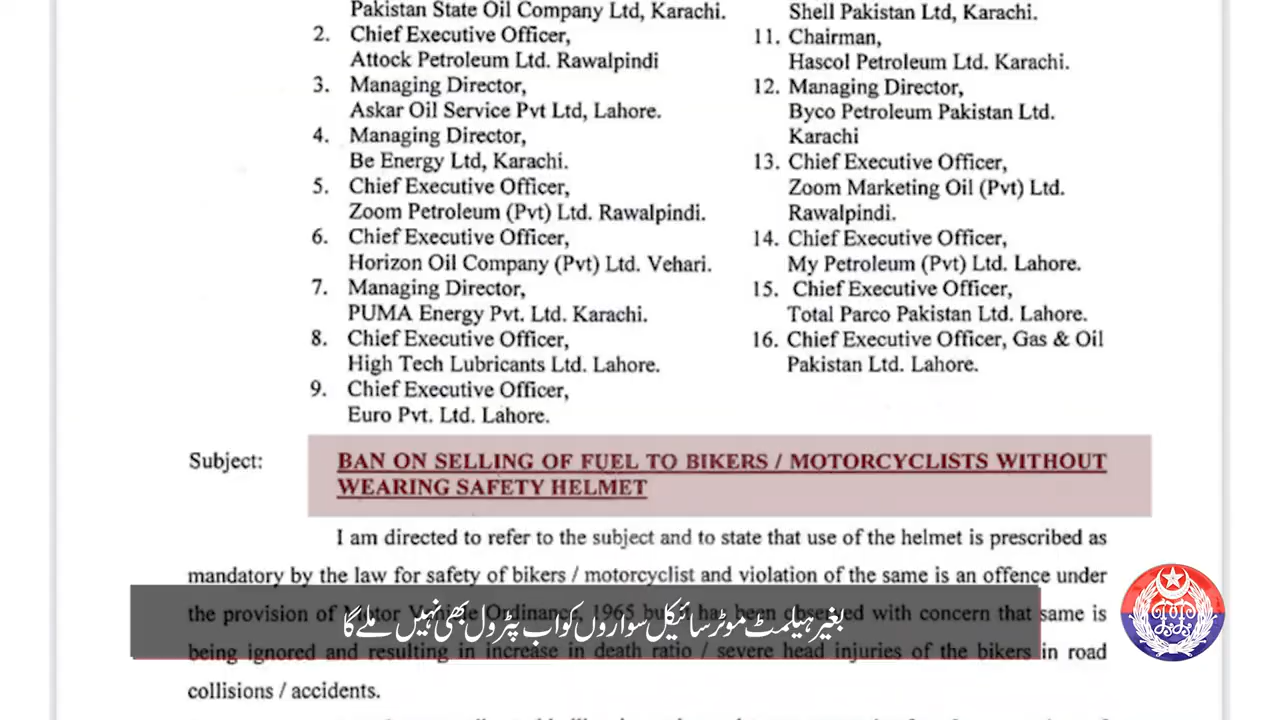 Pakistan State Oil Company Ltd, Karachi.
2. Chief Executive Officer,
Attock Petroleum Ltd. Rawalpindi
3. Managing Director,
Askar Oil Service Pvt Ltd, Lahore.
4. Managing Director,
Be Energy Ltd, Karachi.
5. Chief Executive Officer,
Zoom Petroleum (Pvt) Ltd. Rawalpindi.
6. Chief Executive Officer,
Horizon Oil Company (Pvt) Ltd. Vehari.
7. Managing Director,
PUMA Energy Pvt. Ltd. Karachi.
8. Chief Executive Officer,
High Tech Lubricants Ltd. Lahore.
9. Chief Executive Officer,
Euro Pvt. Ltd. Lahore.
Shell Pakistan Ltd, Karachi.
11. Chairman,
Hascol Petroleum Ltd. Karachi.
12. Managing Director,
Byco Petroleum Pakistan Ltd.
Karachi
13. Chief Executive Officer,
Zoom Marketing Oil (Pvt) Ltd.
Rawalpindi.
14. Chief Executive Officer,
My Petroleum (Pvt) Ltd. Lahore.
15. Chief Executive Officer,
Total Parco Pakistan Ltd. Lahore.
16. Chief Executive Officer, Gas & Oil
Pakistan Ltd. Lahore.
Subject: BAN ON SELLING OF FUEL TO BIKERS / MOTORCYCLISTS WITHOUT
WEARING SAFETY HELMET
I am directed to refer to the subject and to state that use of the helmet is prescribed as
mandatory by the law for safety of bikers / motorcyclist and violation of the same is an offence under
the provision of Motor Vehicle Ordinance, 1965 but it has been observed with concern that same is
being ignored and resulting in increase in death ratio / severe head injuries of the bikers in road
collisions / accidents.
بغیر ہیلمٹ موٹر سائیکل سواروں کو اب پٹرول بھی نہیں ملے گا